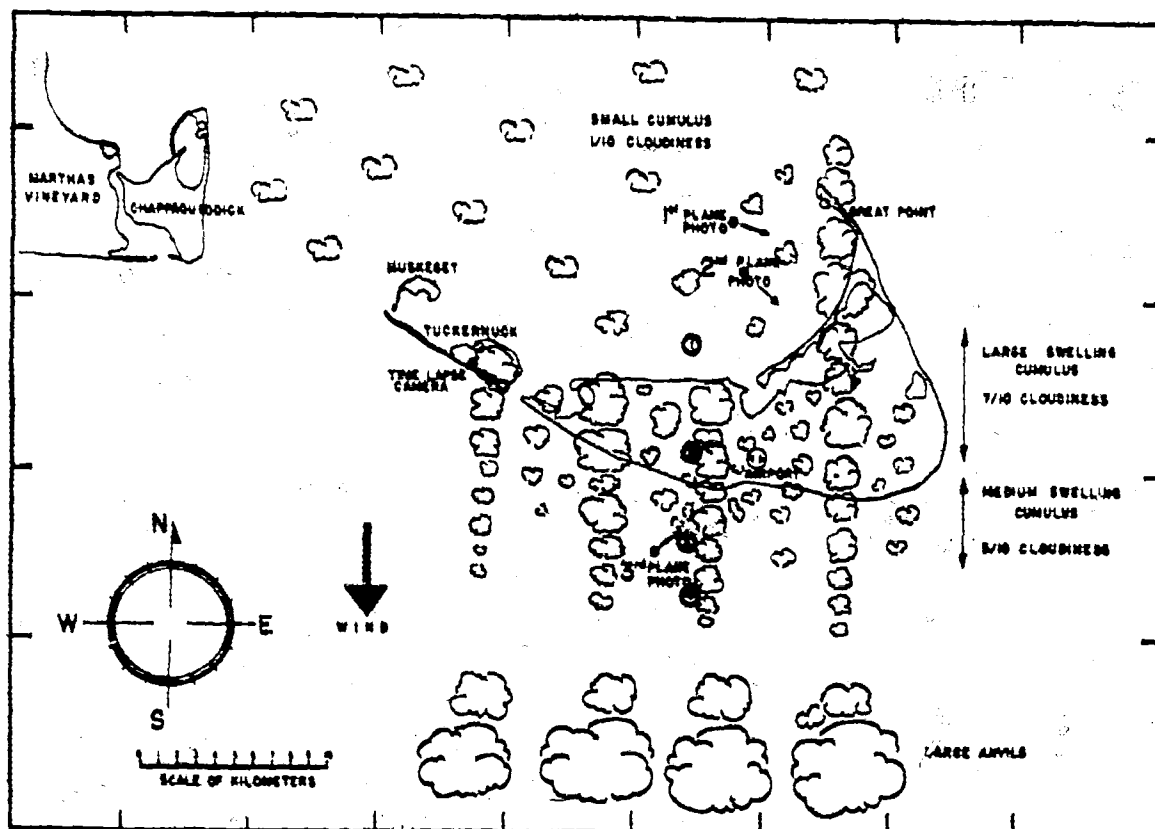 SMALL CUMULUS
1/10 CLOUDINESS
MARTHAS
VINEYARD
CHAPPAQUIDDICK
1st PLANE
PHOTO
GREAT POINT
2nd PLANE
PHOTO
MUSKEGET
TUCKERNUCK
TIME LAPSE
CAMERA
LARGE SWELLING
CUMULUS
7/10 CLOUDINESS
AIRPORT
MEDIUM SWELLING
CUMULUS
5/10 CLOUDINESS
3rd PLANE
PHOTO
N
W
E
S
WIND
SCALE OF KILOMETERS
LARGE ANVILS